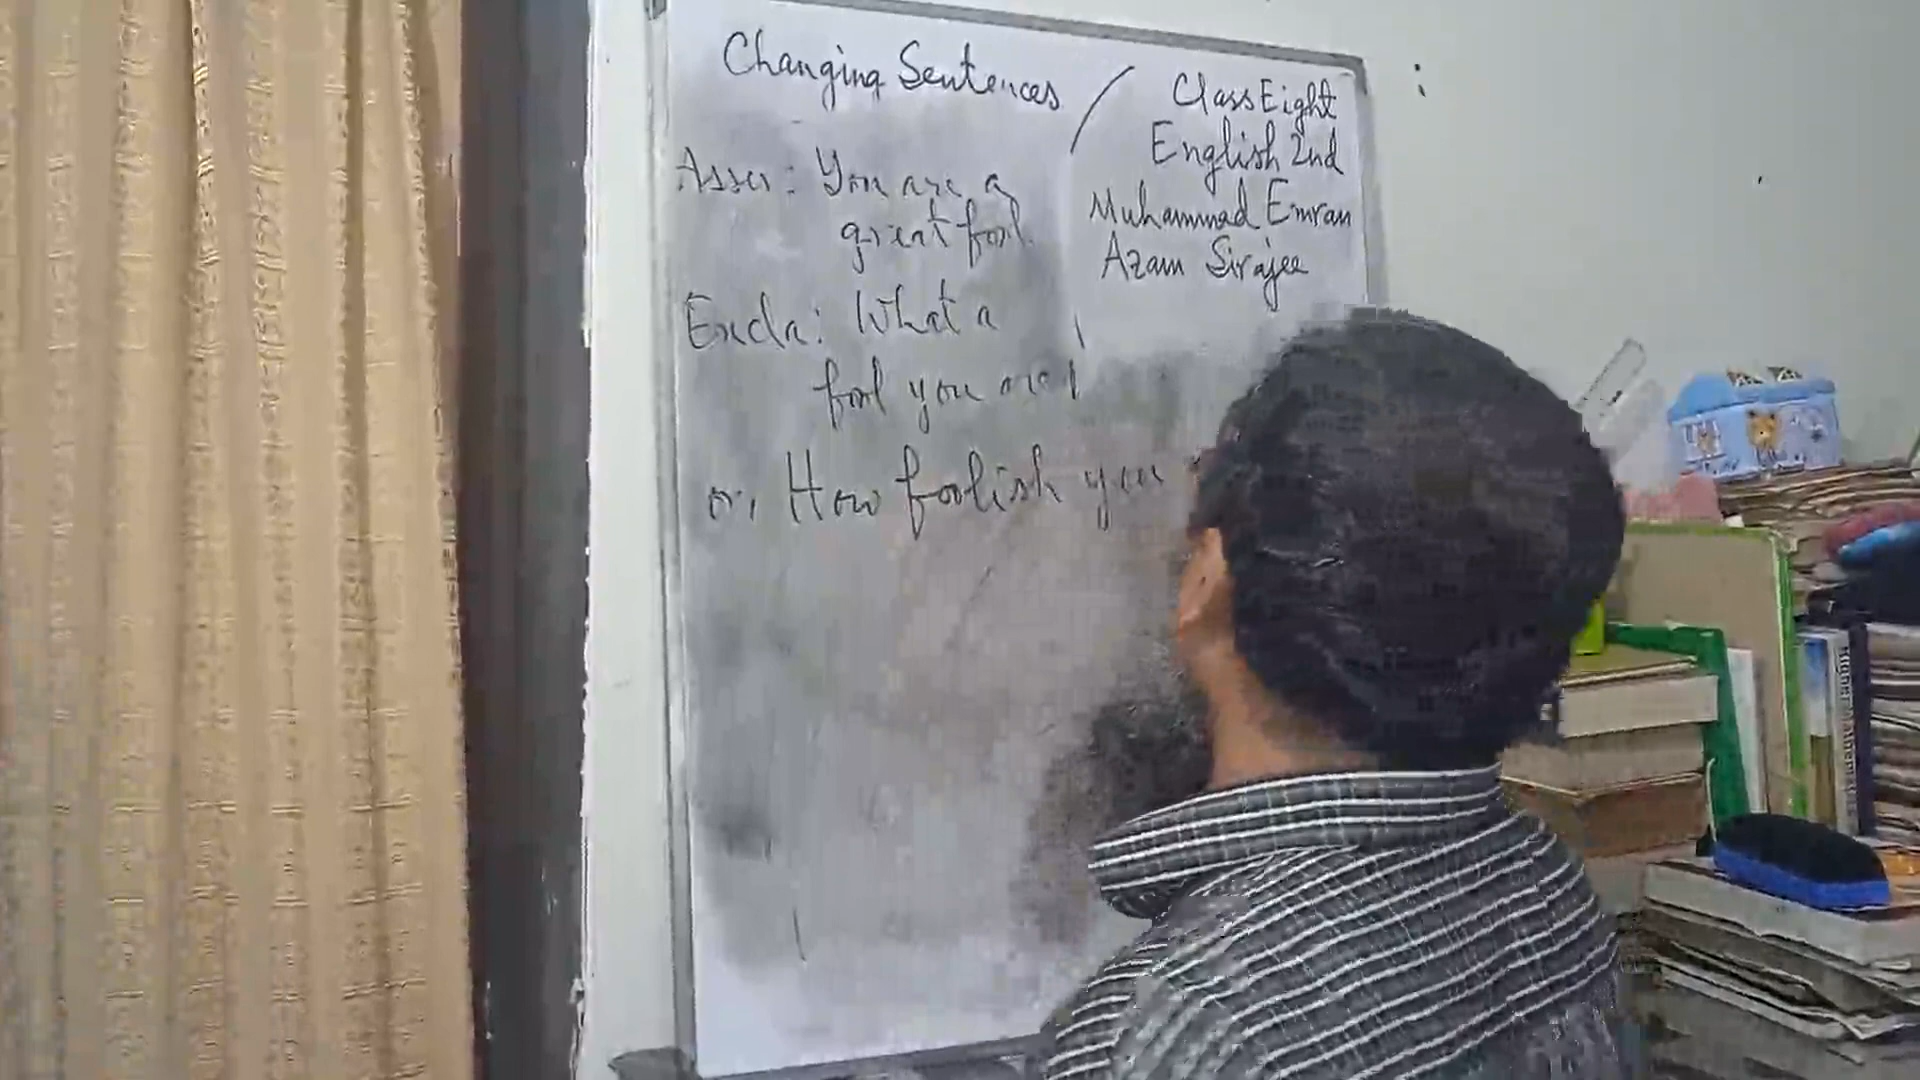 Changing Sentences
Class Eight
English 2nd
Muhammad Emran
Azam Sirajee
Asser: You are a
great fool.
Excla: What a
fool you are!
or, How foolish you